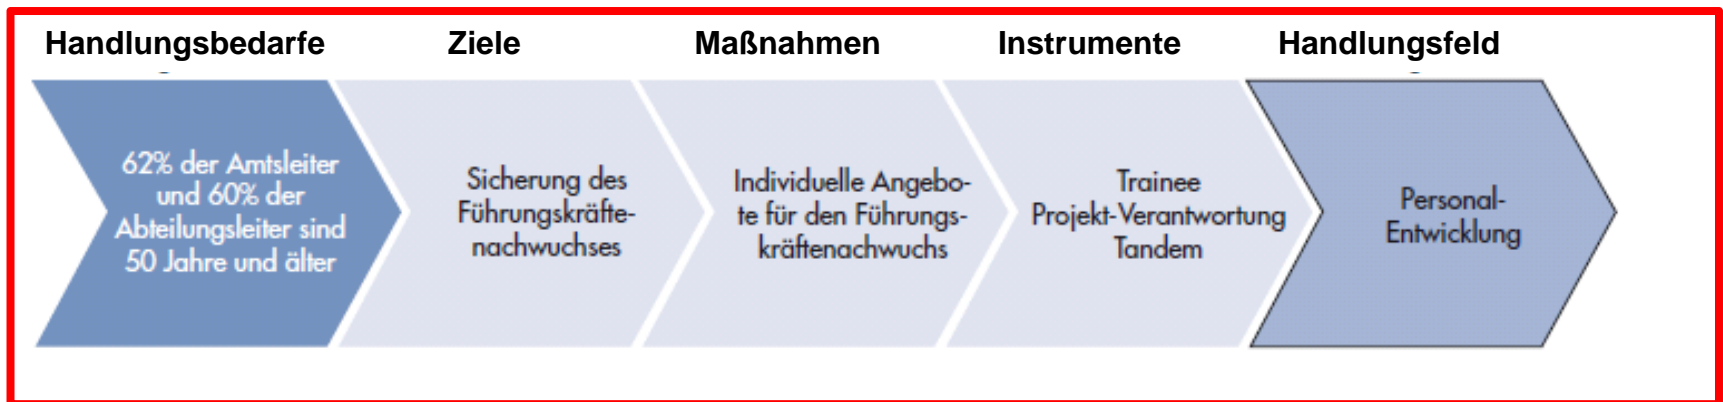 Handlungsbedarfe Ziele Maßnahmen Instrumente Handlungsfeld
62% der Amtsleiter
und 60% der
Abteilungsleiter sind
50 Jahre und älter
Sicherung des
Führungskräfte-
nachwuchses
Individuelle Angebo-
te für den Führungs-
kräftenachwuchs
Trainee
Projekt-Verantwortung
Tandem
Personal-
Entwicklung